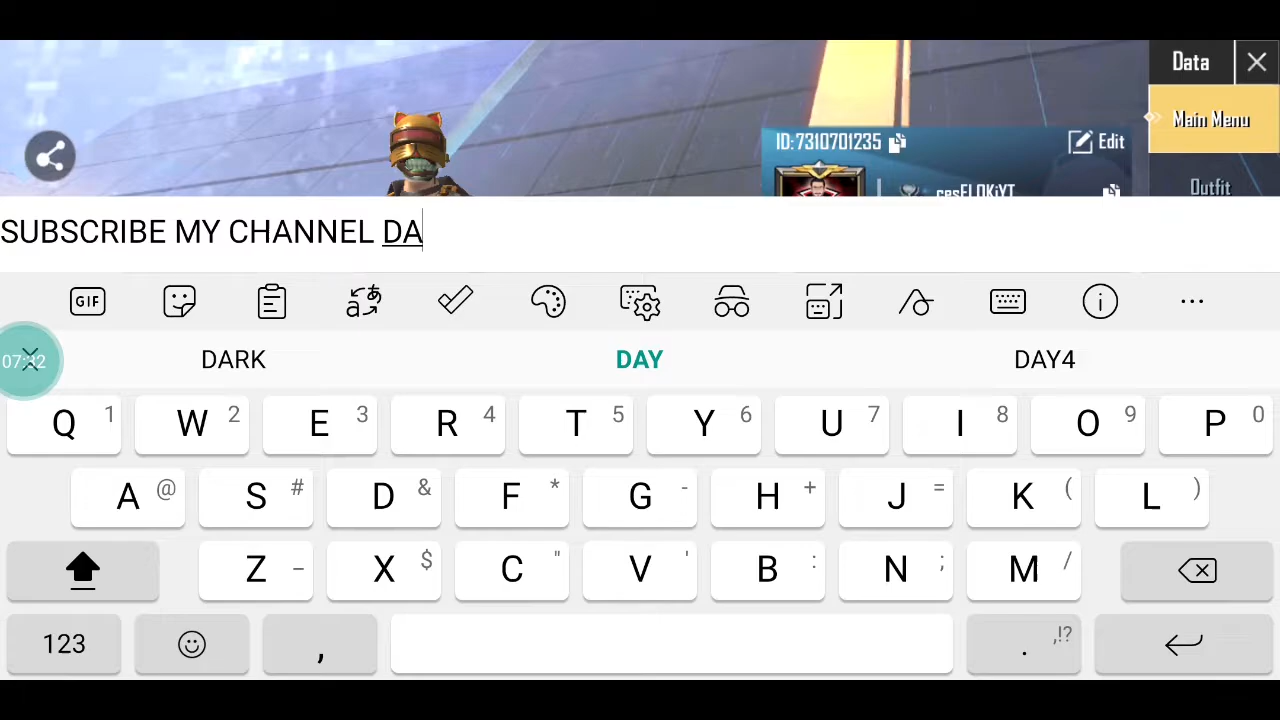 Data
Main Menu
ID:7310701235
Edit
cesELOKiYT
Outfit
SUBSCRIBE MY CHANNEL DA
GIF
DARK DAY DAY4
Q 1 W 2 E 3 R 4 T 5 Y 6 U 7 I 8 O 9 P 0
A @ S # D & F * G - H + J = K ( L )
Z _ X $ C " V ' B : N ; M /
123 , . ,!?